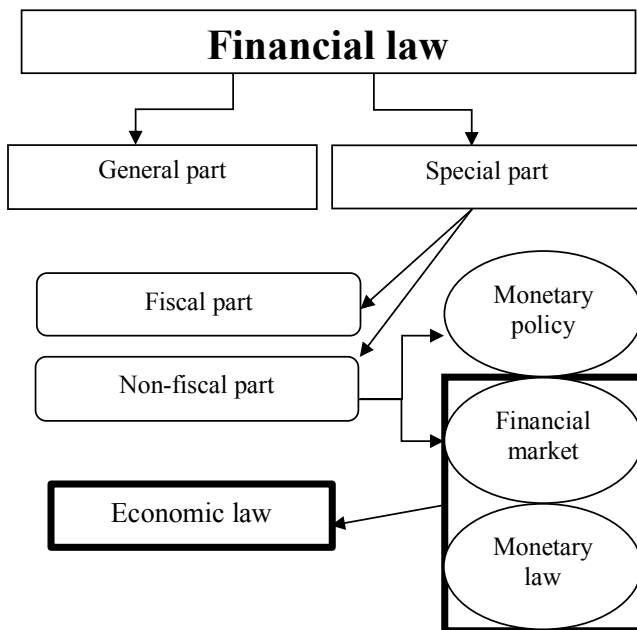 Financial law
General part
Special part
Fiscal part
Monetary
policy
Non-fiscal part
Financial
market
Economic law
Monetary
law